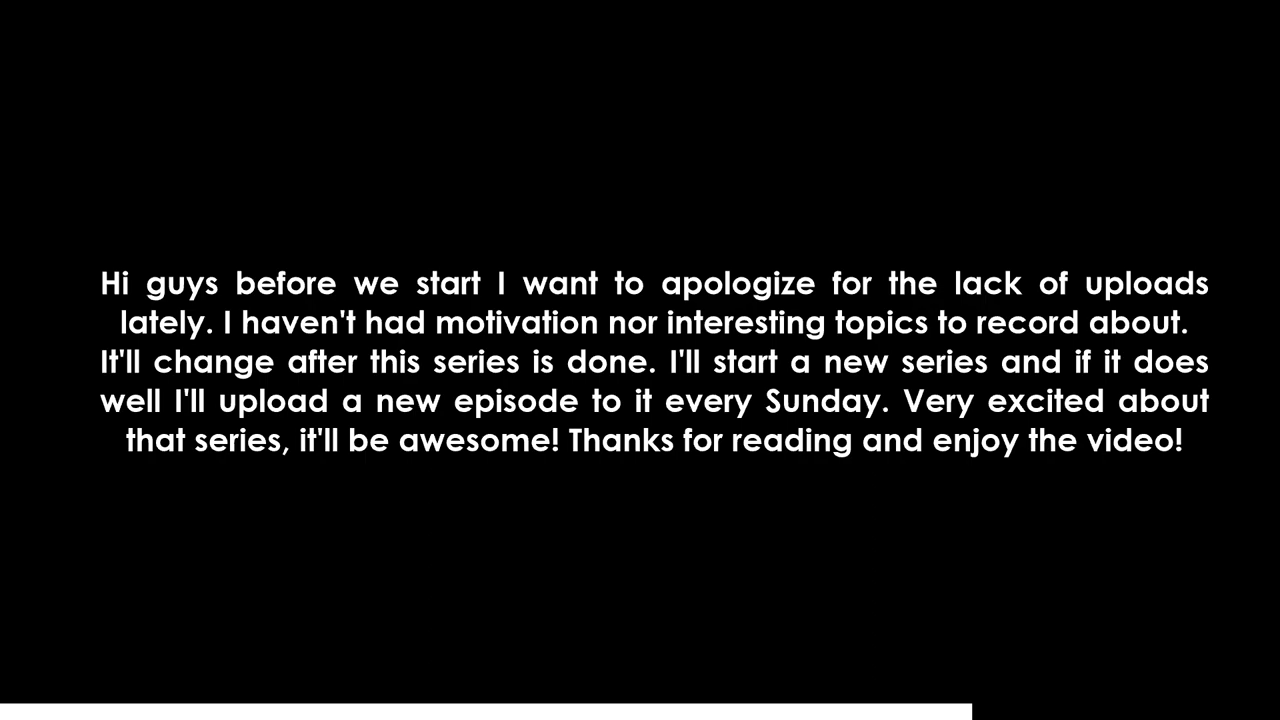 Hi guys before we start I want to apologize for the lack of uploads
lately. I haven't had motivation nor interesting topics to record about.
It'll change after this series is done. I'll start a new series and if it does
well I'll upload a new episode to it every Sunday. Very excited about
that series, it'll be awesome! Thanks for reading and enjoy the video!